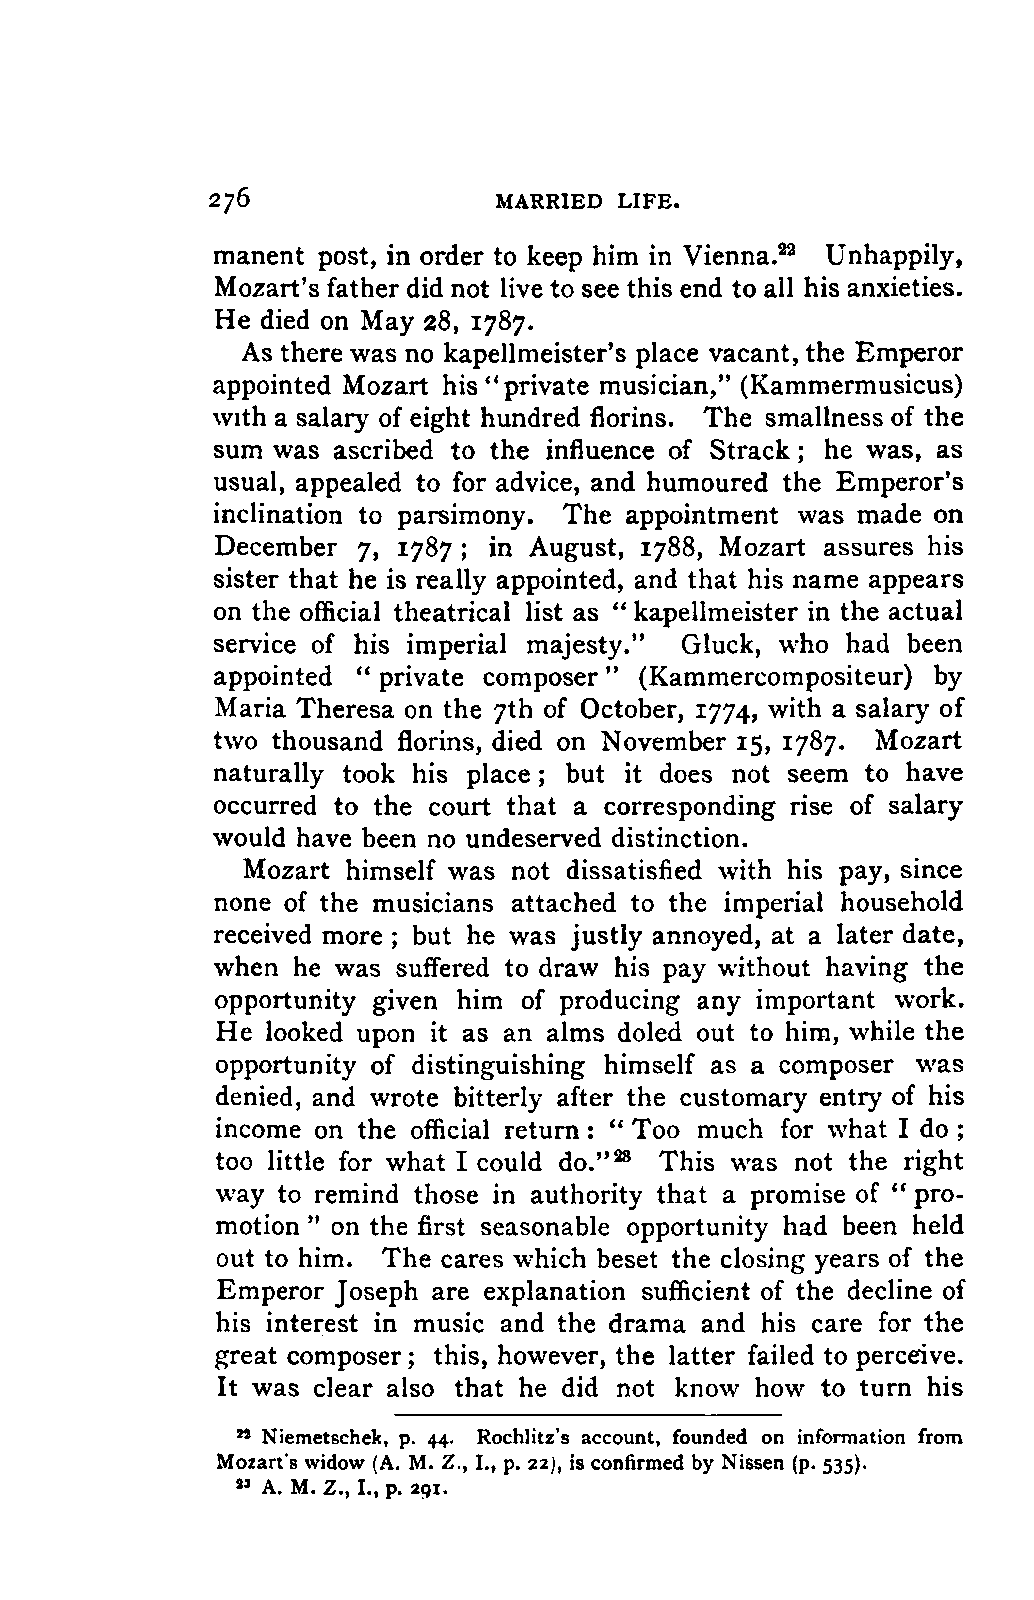 276 MARRIED LIFE.
manent post, in order to keep him in Vienna.²² Unhappily,
Mozart's father did not live to see this end to all his anxieties.
He died on May 28, 1787.
As there was no kapellmeister's place vacant, the Emperor
appointed Mozart his "private musician," (Kammermusicus)
with a salary of eight hundred florins. The smallness of the
sum was ascribed to the influence of Strack; he was, as
usual, appealed to for advice, and humoured the Emperor's
inclination to parsimony. The appointment was made on
December 7, 1787; in August, 1788, Mozart assures his
sister that he is really appointed, and that his name appears
on the official theatrical list as "kapellmeister in the actual
service of his imperial majesty." Gluck, who had been
appointed "private composer" (Kammercompositeur) by
Maria Theresa on the 7th of October, 1774, with a salary of
two thousand florins, died on November 15, 1787. Mozart
naturally took his place; but it does not seem to have
occurred to the court that a corresponding rise of salary
would have been no undeserved distinction.
Mozart himself was not dissatisfied with his pay, since
none of the musicians attached to the imperial household
received more; but he was justly annoyed, at a later date,
when he was suffered to draw his pay without having the
opportunity given him of producing any important work.
He looked upon it as an alms doled out to him, while the
opportunity of distinguishing himself as a composer was
denied, and wrote bitterly after the customary entry of his
income on the official return: "Too much for what I do;
too little for what I could do."²³ This was not the right
way to remind those in authority that a promise of "pro-
motion" on the first seasonable opportunity had been held
out to him. The cares which beset the closing years of the
Emperor Joseph are explanation sufficient of the decline of
his interest in music and the drama and his care for the
great composer; this, however, the latter failed to perceive.
It was clear also that he did not know how to turn his
²² Niemetschek, p. 44. Rochlitz's account, founded on information from
Mozart's widow (A. M. Z., I., p. 22), is confirmed by Nissen (p. 535).
²³ A. M. Z., I., p. 291.